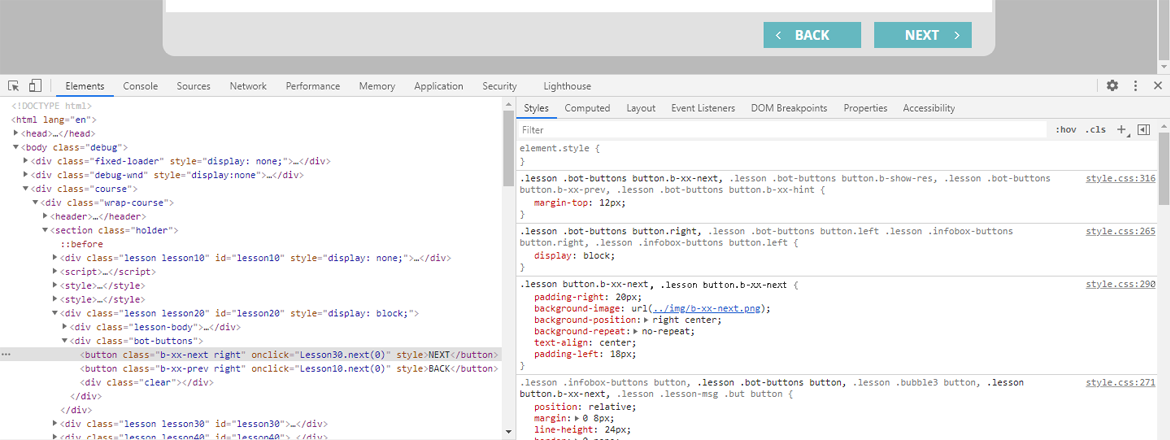 BACK NEXT
Elements Console Sources Network Performance Memory Application Security Lighthouse
<!DOCTYPE html>
<html lang="en">
<head>…</head>
<body class="debug">
<div class="fixed-loader" style="display: none;">…</div>
<div class="debug-wnd" style="display:none">…</div>
<div class="course">
<div class="wrap-course">
<header>…</header>
<section class="holder">
::before
<div class="lesson lesson10" id="lesson10" style="display: none;">…</div>
<script>…</script>
<style>…</style>
<style>…</style>
<div class="lesson lesson20" id="lesson20" style="display: block;">
<div class="lesson-body">…</div>
<div class="bot-buttons">
<button class="b-xx-next right" onclick="Lesson30.next(0)" style>NEXT</button>
<button class="b-xx-prev right" onclick="Lesson10.next(0)" style>BACK</button>
<div class="clear"></div>
</div>
</div>
<div class="lesson lesson30" id="lesson30">…</div>
<div class="lesson lesson40" id="lesson40">…</div>
Styles Computed Layout Event Listeners DOM Breakpoints Properties Accessibility
Filter :hov .cls
element.style {
}
.lesson .bot-buttons button.b-xx-next, .lesson .bot-buttons button.b-show-res, .lesson .bot-buttons style.css:316
button.b-xx-prev, .lesson .bot-buttons button.b-xx-hint {
margin-top: 12px;
}
.lesson .bot-buttons button.right, .lesson .bot-buttons button.left .lesson .infobox-buttons style.css:265
button.right, .lesson .infobox-buttons button.left {
display: block;
}
.lesson button.b-xx-next, .lesson button.b-xx-next { style.css:290
padding-right: 20px;
background-image: url(../img/b-xx-next.png);
background-position: right center;
background-repeat: no-repeat;
text-align: center;
padding-left: 18px;
}
.lesson .infobox-buttons button, .lesson .bot-buttons button, .lesson .bubble3 button, .lesson style.css:271
button.b-xx-next, .lesson .lesson-msg .but button {
position: relative;
margin: 0 8px;
line-height: 24px;